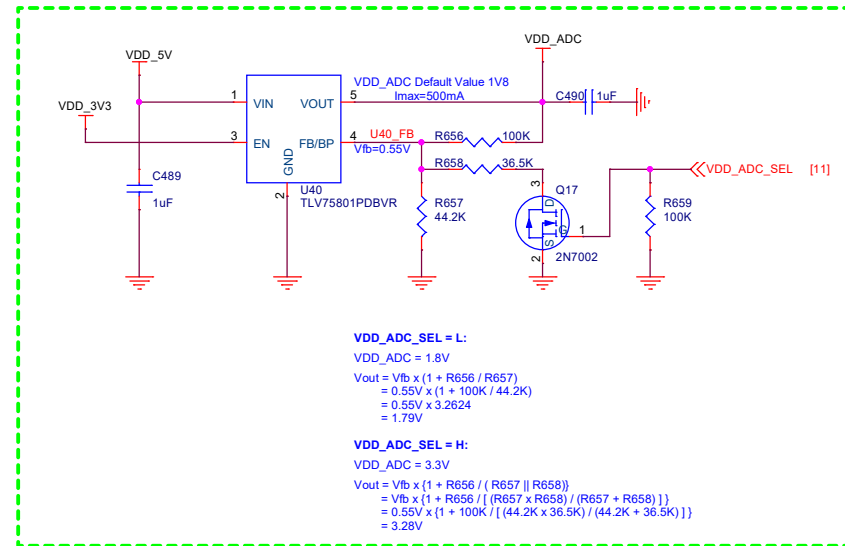 VDD_ADC
VDD_5V
VDD_ADC Default Value 1V8
Imax=500mA
C490 1uF
VDD_3V3
1 VIN VOUT 5
3 EN FB/BP 4
GND
2
U40_FB
Vfb=0.55V
R656 100K
R658 36.5K
VDD_ADC_SEL [11]
C489
1uF
U40
TLV75801PDBVR
R657
44.2K
3
D
Q17
G
1
S
2
2N7002
R659
100K
VDD_ADC_SEL = L:
VDD_ADC = 1.8V
Vout = Vfb x (1 + R656 / R657)
= 0.55V x (1 + 100K / 44.2K)
= 0.55V x 3.2624
= 1.79V
VDD_ADC_SEL = H:
VDD_ADC = 3.3V
Vout = Vfb x {1 + R656 / ( R657 || R658)}
= Vfb x {1 + R656 / [ (R657 x R658) / (R657 + R658) ] }
= 0.55V x {1 + 100K / [ (44.2K x 36.5K) / (44.2K + 36.5K) ] }
= 3.28V